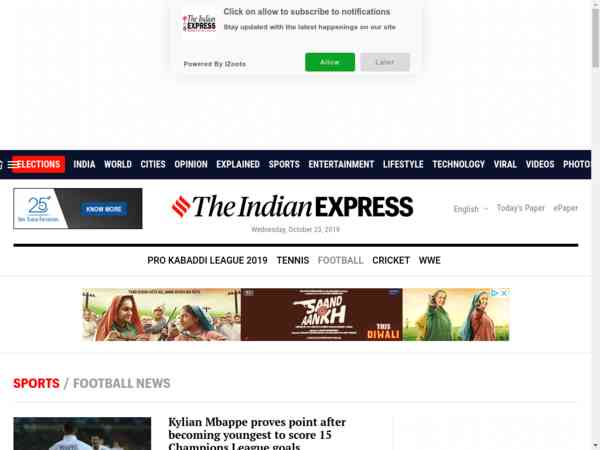 The Indian
EXPRESS
Click on allow to subscribe to notifications
Stay updated with the latest happenings on our site
Powered By iZooto
Allow
Later
ELECTIONS INDIA WORLD CITIES OPINION EXPLAINED SPORTS ENTERTAINMENT LIFESTYLE TECHNOLOGY VIRAL VIDEOS PHOTOS
25
KNOW MORE
The Indian EXPRESS
English
Today's Paper
ePaper
Wednesday, October 23, 2019
PRO KABADDI LEAGUE 2019 TENNIS FOOTBALL CRICKET WWE
SAAND
KI
AANKH
THIS
DIWALI
SPORTS / FOOTBALL NEWS
Kylian Mbappe proves point after
becoming youngest to score 15
Champions League goals